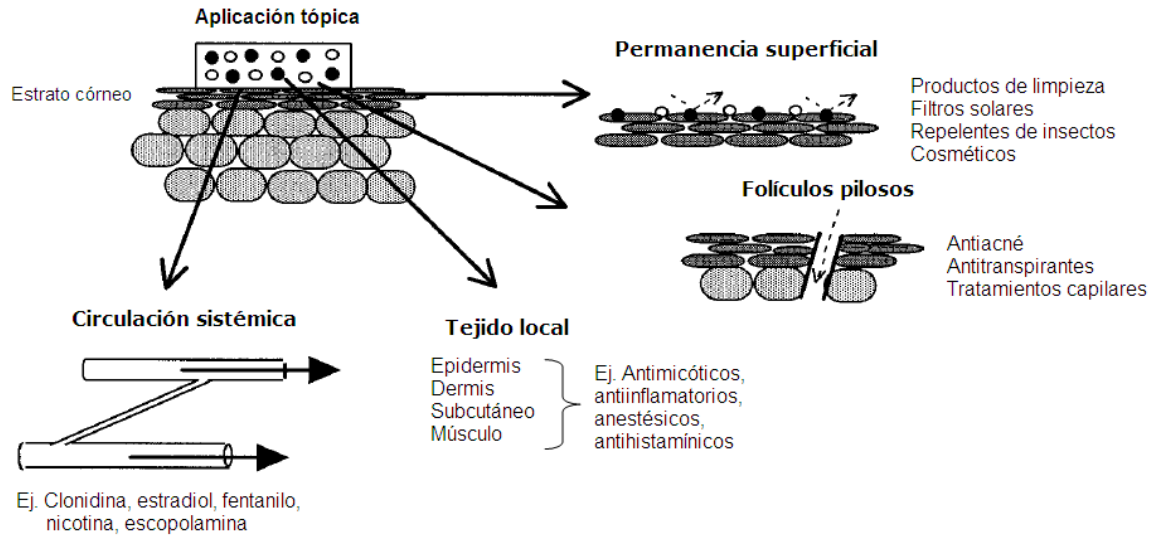 Aplicación tópica
Estrato córneo
Permanencia superficial
Productos de limpieza
Filtros solares
Repelentes de insectos
Cosméticos
Folículos pilosos
Antiacné
Antitranspirantes
Tratamientos capilares
Circulación sistémica
Ej. Clonidina, estradiol, fentanilo,
nicotina, escopolamina
Tejido local
Epidermis
Dermis
Subcutáneo
Músculo
Ej. Antimicóticos,
antiinflamatorios,
anestésicos,
antihistamínicos